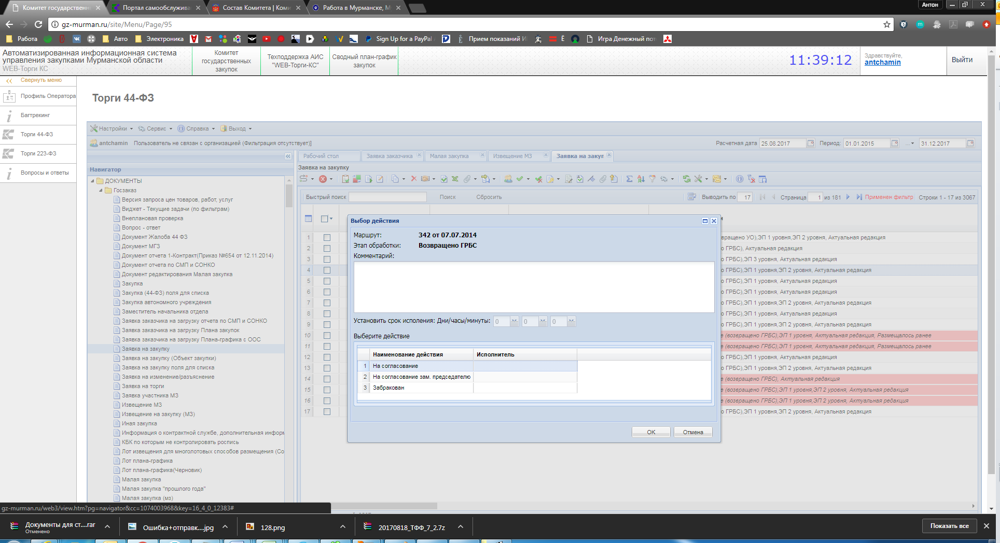 Комитет государственн
Портал самообслужива
Состав Комитета | Коми
Работа в Мурманске, М
Антон
gz-murman.ru/site/Menu/Page/95
Работа
Авто
Электроника
Sign Up for a PayPal
Прием показаний И
Ё
Игра Денежный пот
Автоматизированная информационная система
управления закупками Мурманской области
WEB-Торги КС
Комитет
государственных
закупок
Техподдержка АИС
"WEB-Торги-КС"
Сводный план-график
закупок
11:39:12
Здравствуйте,
antchamin
Выйти
Свернуть меню
Профиль Оператора
Багтрекинг
Торги 44-ФЗ
Торги 223-ФЗ
Вопросы и ответы
Торги 44-ФЗ
Настройки
Сервис
Справка
Выход
antchamin Пользователь не связан с организацией (Фильтрация отсутствует)]
Расчетная дата 25.08.2017 Период: 01.01.2015 ... 31.12.2017
Навигатор
ДОКУМЕНТЫ
Госзаказ
Версия запроса цен товаров, работ, услуг
Виджет - Текущие задачи (по фильтрам)
Внеплановая проверка
Вопрос - ответ
Документ Жалоба 44 ФЗ
Документ МГЗ
Документ отчета 1-Контракт(Приказ №654 от 12.11.2014)
Документ отчета по СМП и СОНКО
Документ редактирования Малая закупка
Закупка
Закупка (44-ФЗ) поля для списка
Закупка автономного учреждения
Заместитель начальника отдела
Заявка заказчика на загрузку отчета по СМП и СОНКО
Заявка заказчика на загрузку Плана закупок
Заявка заказчика на загрузку Плана-графика с ООС
Заявка на закупку
Заявка на закупку (Объект закупки)
Заявка на закупку поля для списка
Заявка на изменение/разъяснение
Заявка на торги
Заявка участника МЗ
Извещение МЗ
Извещение на закупку (МЗ)
Иная закупка
Информация о контрактной службе, дополнительная информ
КБК по которым не контролировать роспись
Лот извещения для многолотовых способов размещения (Со
Лот плана-графика
Лот плана-графика(Черновик)
Малая закупка
Малая закупка "прошлого года"
Малая закупка (мз)
Рабочий стол
Заявка заказчика
Малая закупка
Извещение МЗ
Заявка на закуп
Заявка на закупку
Быстрый поиск
Поиск
Сбросить
Выводить по 17
Страница 1 из 181
Применен фильтр
Строки 1 - 17 из 3067
1 вращено УО),ЭП 1 уровня,ЭП 2 уровня, Актуальная редакция
2 о ГРБС), Актуальная редакция
3 о ГРБС),ЭП 3 уровня, Актуальная редакция
4 о ГРБС),ЭП 1 уровня,ЭП 2 уровня, Актуальная редакция
5 о ГРБС),ЭП 1 уровня, Актуальная редакция
6 о ГРБС),ЭП 1 уровня, Актуальная редакция
7 о ГРБС),ЭП 1 уровня,ЭП 2 уровня, Актуальная редакция
8 о ГРБС),ЭП 1 уровня, Актуальная редакция
9 о ГРБС),ЭП 1 уровня,ЭП 2 уровня, Актуальная редакция
10 е (возвращено ГРБС),ЭП 1 уровня, Актуальная редакция, Размещалось ранее
11 е (возвращено ГРБС),ЭП 1 уровня, Актуальная редакция, Размещалось ранее
12 о ГРБС),ЭП 1 уровня, Актуальная редакция
13 о ГРБС),ЭП 1 уровня,ЭП 2 уровня, Актуальная редакция
14 е (возвращено ГРБС), Актуальная редакция
15 е (возвращено ГРБС),ЭП 1 уровня,ЭП 2 уровня, Актуальная редакция
16 е (возвращено ГРБС),ЭП 1 уровня,ЭП 2 уровня, Актуальная редакция
17 о ГРБС),ЭП 1 уровня,ЭП 2 уровня, Актуальная редакция
Выбор действия
Маршрут: 342 от 07.07.2014
Этап обработки: Возвращено ГРБС
Комментарий:
Установить срок исполения: Дни/часы/минуты: 0 0 0
Выберите действие
Наименование действия Исполнитель
1 На согласование
2 На согласование зам. председателю
3 Забракован
OK
Отмена
gz-murman.ru/web3/view.htm?pg=navigator&cc=1074003968&key=16_4_0_12383#
Документы для ст....rar
Отменено
Ошибка+отправк....jpg
128.png
20170818_ТФФ_7_2.7z
Показать все